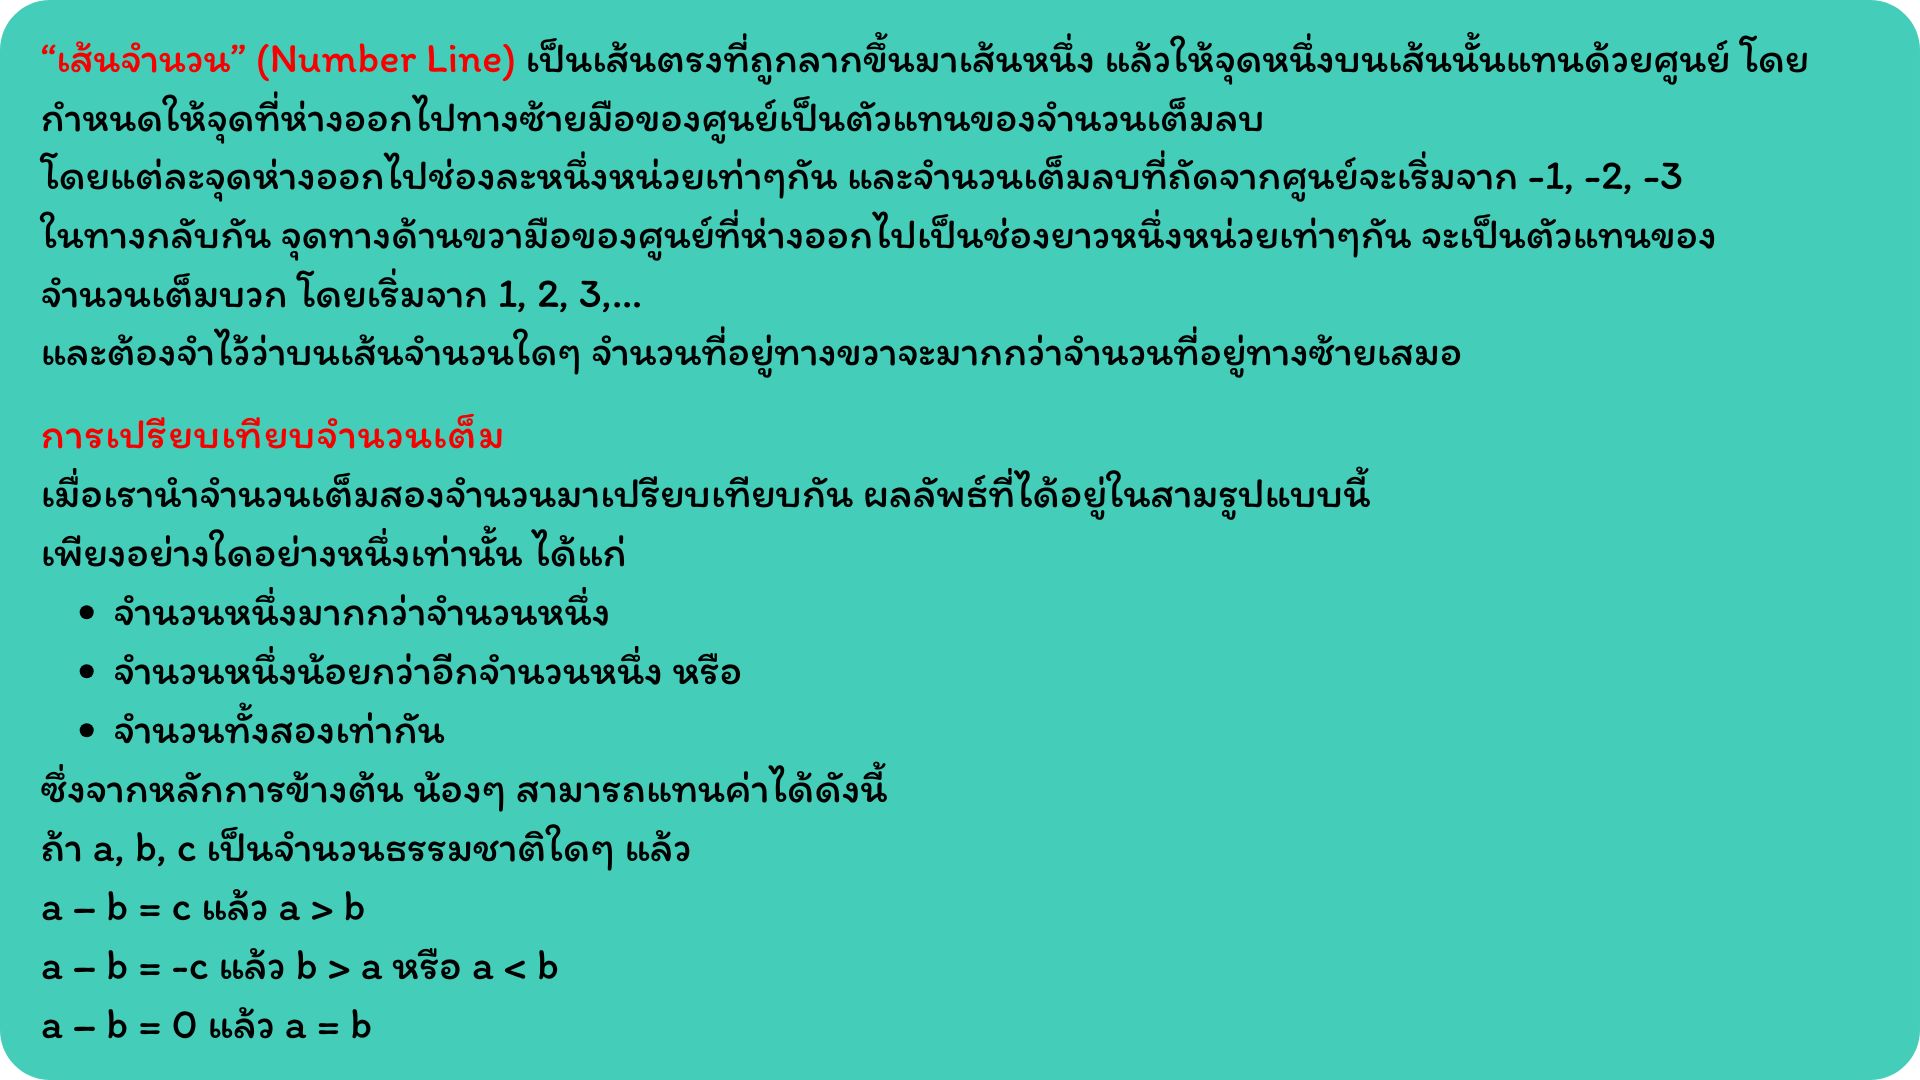 “เส้นจำนวน” (Number Line) เป็นเส้นตรงที่ถูกลากขึ้นมาเส้นหนึ่ง แล้วให้จุดหนึ่งบนเส้นนั้นแทนด้วยศูนย์ โดย
กำหนดให้จุดที่ห่างออกไปทางซ้ายมือของศูนย์เป็นตัวแทนของจำนวนเต็มลบ
โดยแต่ละจุดห่างออกไปช่องละหนึ่งหน่วยเท่าๆกัน และจำนวนเต็มลบที่ถัดจากศูนย์จะเริ่มจาก -1, -2, -3
ในทางกลับกัน จุดทางด้านขวามือของศูนย์ที่ห่างออกไปเป็นช่องยาวหนึ่งหน่วยเท่าๆกัน จะเป็นตัวแทนของ
จำนวนเต็มบวก โดยเริ่มจาก 1, 2, 3,...
และต้องจำไว้ว่าบนเส้นจำนวนใดๆ จำนวนที่อยู่ทางขวาจะมากกว่าจำนวนที่อยู่ทางซ้ายเสมอ
การเปรียบเทียบจำนวนเต็ม
เมื่อเรานำจำนวนเต็มสองจำนวนมาเปรียบเทียบกัน ผลลัพธ์ที่ได้อยู่ในสามรูปแบบนี้
เพียงอย่างใดอย่างหนึ่งเท่านั้น ได้แก่
• จำนวนหนึ่งมากกว่าจำนวนหนึ่ง
• จำนวนหนึ่งน้อยกว่าอีกจำนวนหนึ่ง หรือ
• จำนวนทั้งสองเท่ากัน
ซึ่งจากหลักการข้างต้น น้องๆ สามารถแทนค่าได้ดังนี้
ถ้า a, b, c เป็นจำนวนธรรมชาติใดๆ แล้ว
a – b = c แล้ว a > b
a – b = -c แล้ว b > a หรือ a < b
a – b = 0 แล้ว a = b